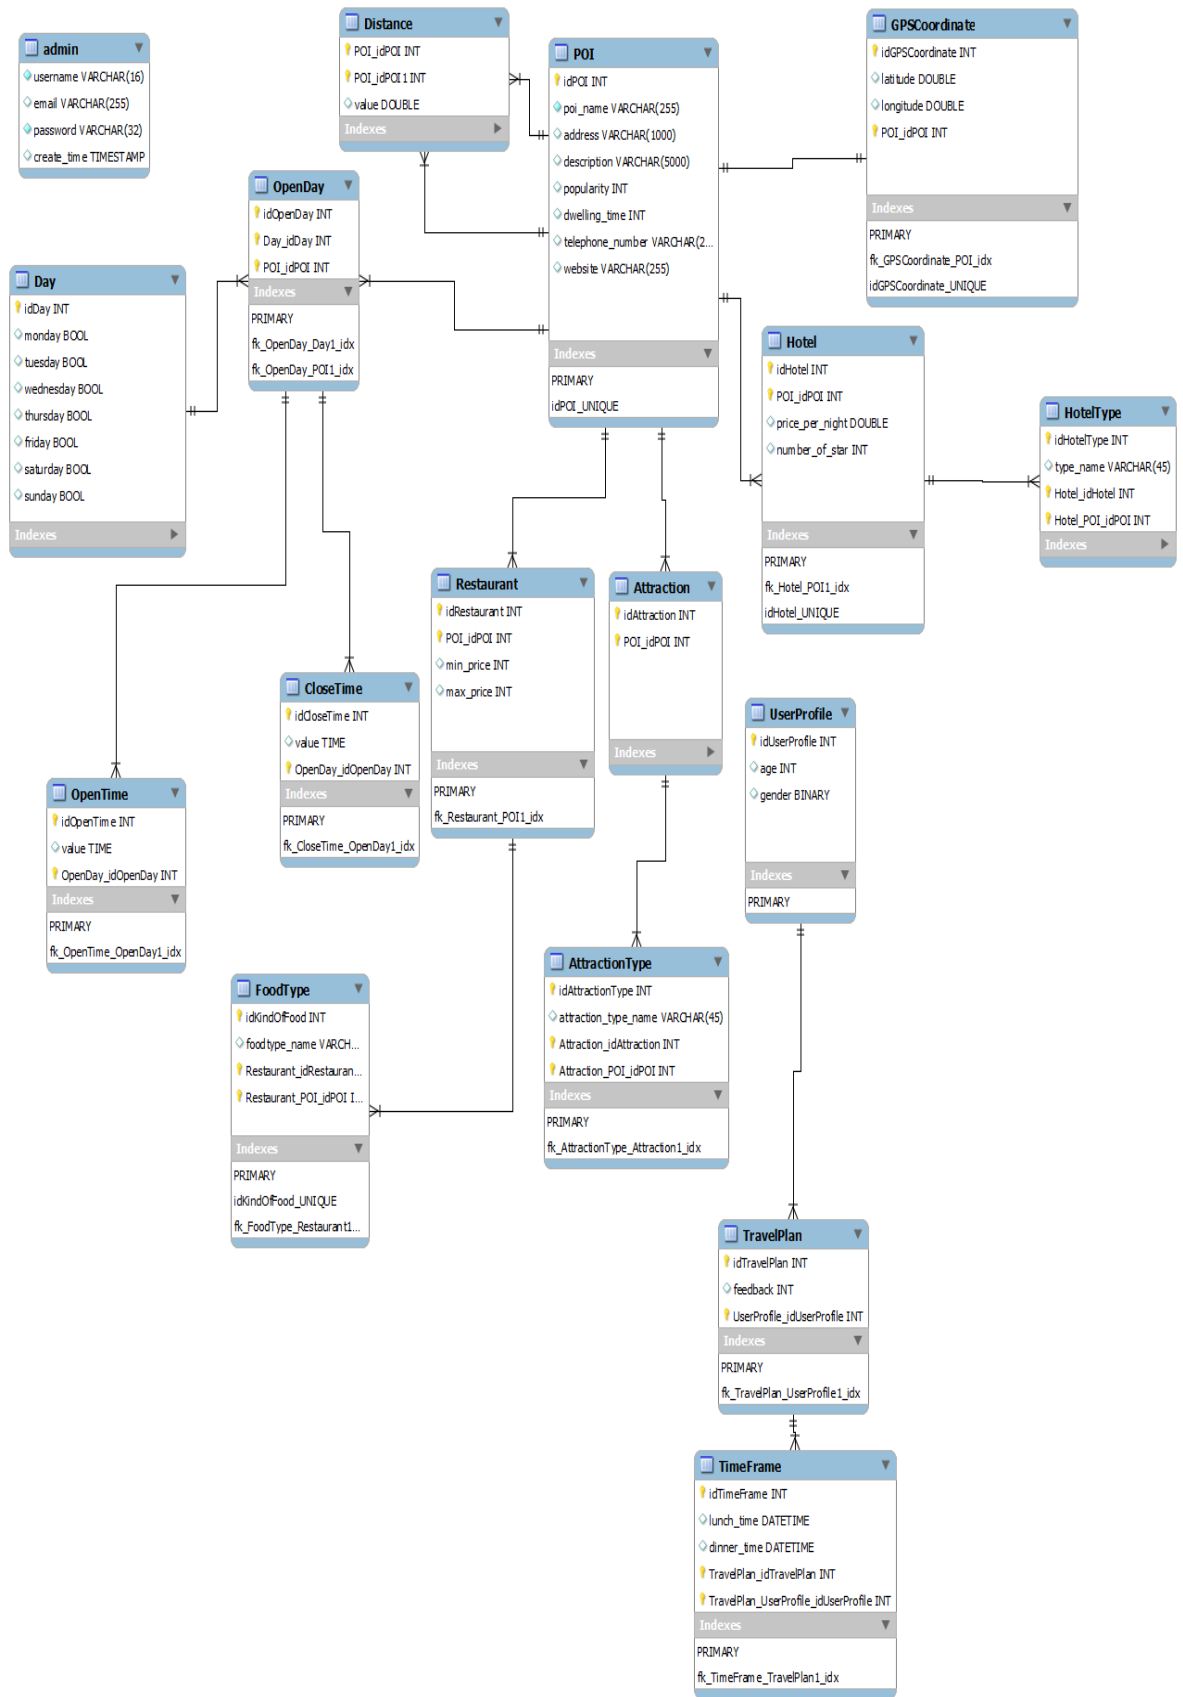 admin
username VARCHAR(16)
email VARCHAR(255)
password VARCHAR(32)
create_time TIMESTAMP
Distance
POI_idPOI INT
POI_idPOI1 INT
value DOUBLE
Indexes
POI
idPOI INT
poi_name VARCHAR(255)
address VARCHAR(1000)
description VARCHAR(5000)
popularity INT
dwelling_time INT
telephone_number VARCHAR(2...
website VARCHAR(255)
Indexes
PRIMARY
idPOI_UNIQUE
GPSCoordinate
idGPSCoordinate INT
latitude DOUBLE
longitude DOUBLE
POI_idPOI INT
Indexes
PRIMARY
fk_GPSCoordinate_POI_idx
idGPSCoordinate_UNIQUE
OpenDay
idOpenDay INT
Day_idDay INT
POI_idPOI INT
Indexes
PRIMARY
fk_OpenDay_Day1_idx
fk_OpenDay_POI1_idx
Day
idDay INT
monday BOOL
tuesday BOOL
wednesday BOOL
thursday BOOL
friday BOOL
saturday BOOL
sunday BOOL
Indexes
Hotel
idHotel INT
POI_idPOI INT
price_per_night DOUBLE
number_of_star INT
Indexes
PRIMARY
fk_Hotel_POI1_idx
idHotel_UNIQUE
HotelType
idHotelType INT
type_name VARCHAR(45)
Hotel_idHotel INT
Hotel_POI_idPOI INT
Indexes
Restaurant
idRestaurant INT
POI_idPOI INT
min_price INT
max_price INT
Indexes
PRIMARY
fk_Restaurant_POI1_idx
Attraction
idAttraction INT
POI_idPOI INT
Indexes
CloseTime
idCloseTime INT
value TIME
OpenDay_idOpenDay INT
Indexes
PRIMARY
fk_CloseTime_OpenDay1_idx
UserProfile
idUserProfile INT
age INT
gender BINARY
Indexes
PRIMARY
OpenTime
idOpenTime INT
value TIME
OpenDay_idOpenDay INT
Indexes
PRIMARY
fk_OpenTime_OpenDay1_idx
FoodType
idKindOfFood INT
foodtype_name VARCH...
Restaurant_idRestauran...
Restaurant_POI_idPOI I...
Indexes
PRIMARY
idKindOfFood_UNIQUE
fk_FoodType_Restaurant1...
AttractionType
idAttractionType INT
attraction_type_name VARCHAR(45)
Attraction_idAttraction INT
Attraction_POI_idPOI INT
Indexes
PRIMARY
fk_AttractionType_Attraction1_idx
TravelPlan
idTravelPlan INT
feedback INT
UserProfile_idUserProfile INT
Indexes
PRIMARY
fk_TravelPlan_UserProfile1_idx
TimeFrame
idTimeFrame INT
lunch_time DATETIME
dinner_time DATETIME
TravelPlan_idTravelPlan INT
TravelPlan_UserProfile_idUserProfile INT
Indexes
PRIMARY
fk_TimeFrame_TravelPlan1_idx